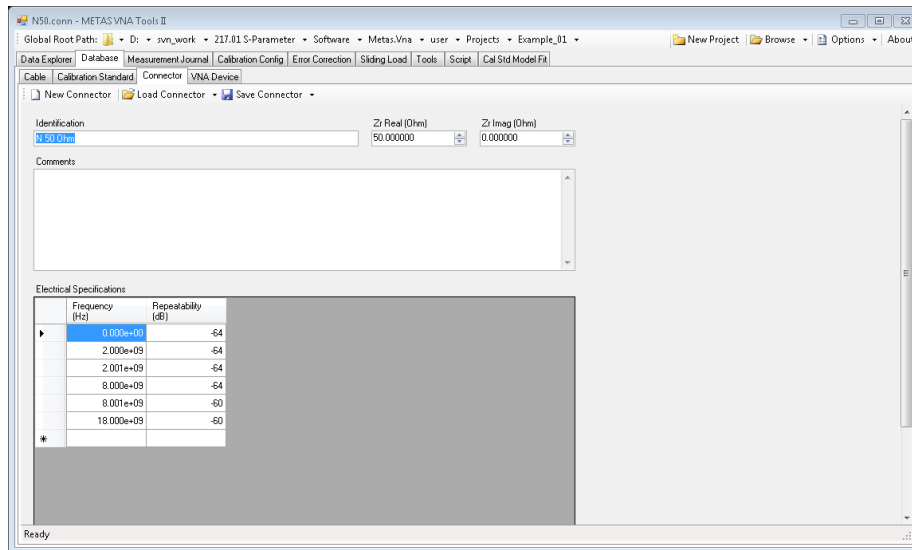 N50.conn - METAS VNA Tools II
Global Root Path: D: svn_work 217.01 S-Parameter Software Metas.Vna user Projects Example_01 New Project Browse Options About
Data Explorer Database Measurement Journal Calibration Config Error Correction Sliding Load Tools Script Cal Std Model Fit
Cable Calibration Standard Connector VNA Device
New Connector Load Connector Save Connector
Identification Zr Real (Ohm) Zr Imag (Ohm)
N 50 Ohm 50.000000 0.000000
Comments
Electrical Specifications
Frequency Repeatability
(Hz) (dB)
0.000e+00 -64
2.000e+09 -64
2.001e+09 -64
8.000e+09 -64
8.001e+09 -60
18.000e+09 -60
*
Ready